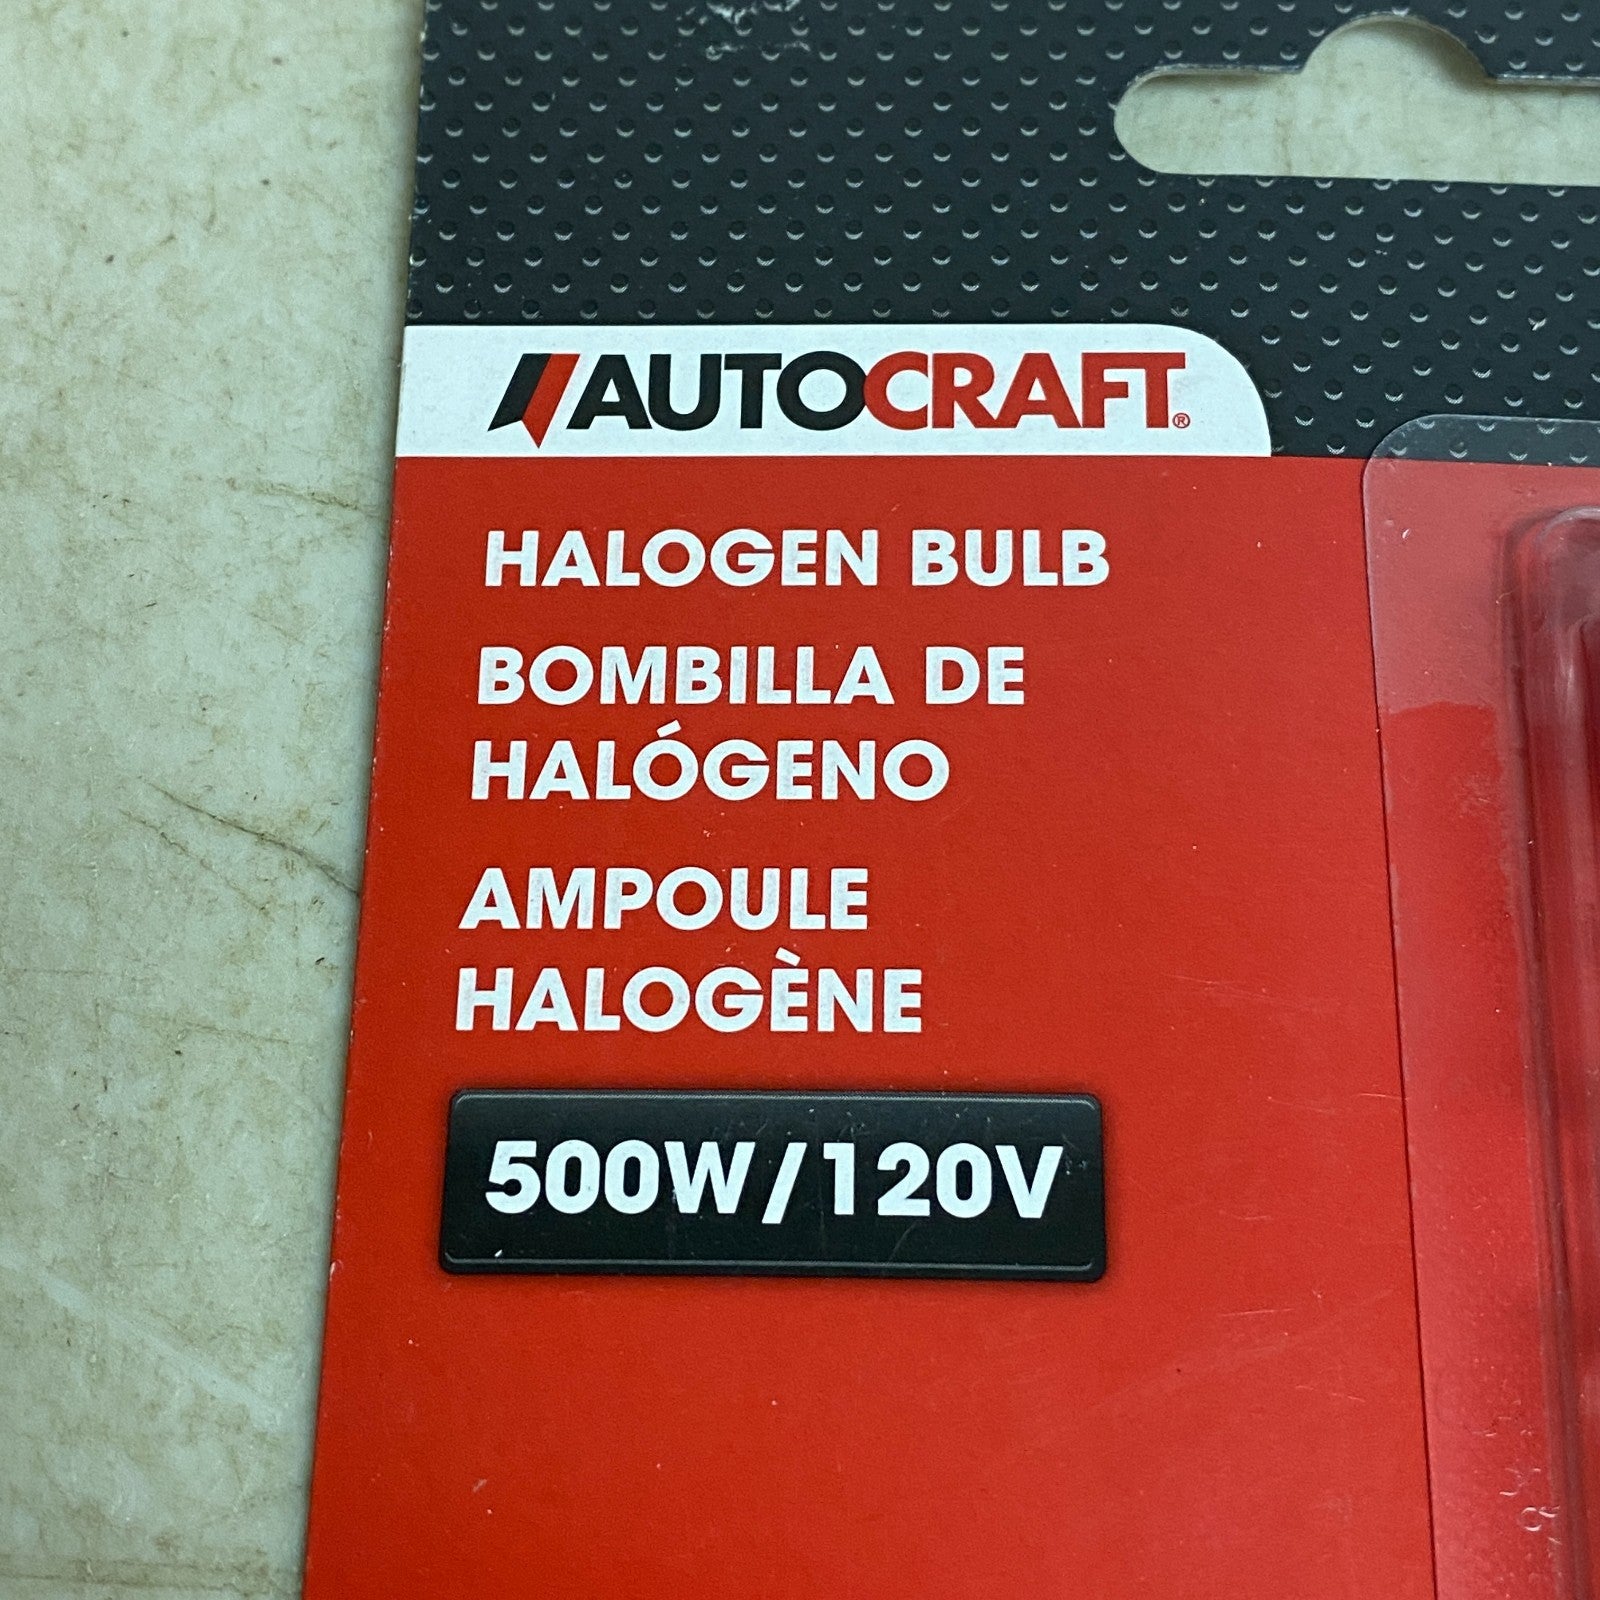 AUTOCRAFT®
HALOGEN BULB
BOMBILLA DE
HALÓGENO
AMPOULE
HALOGÈNE
500W/120V